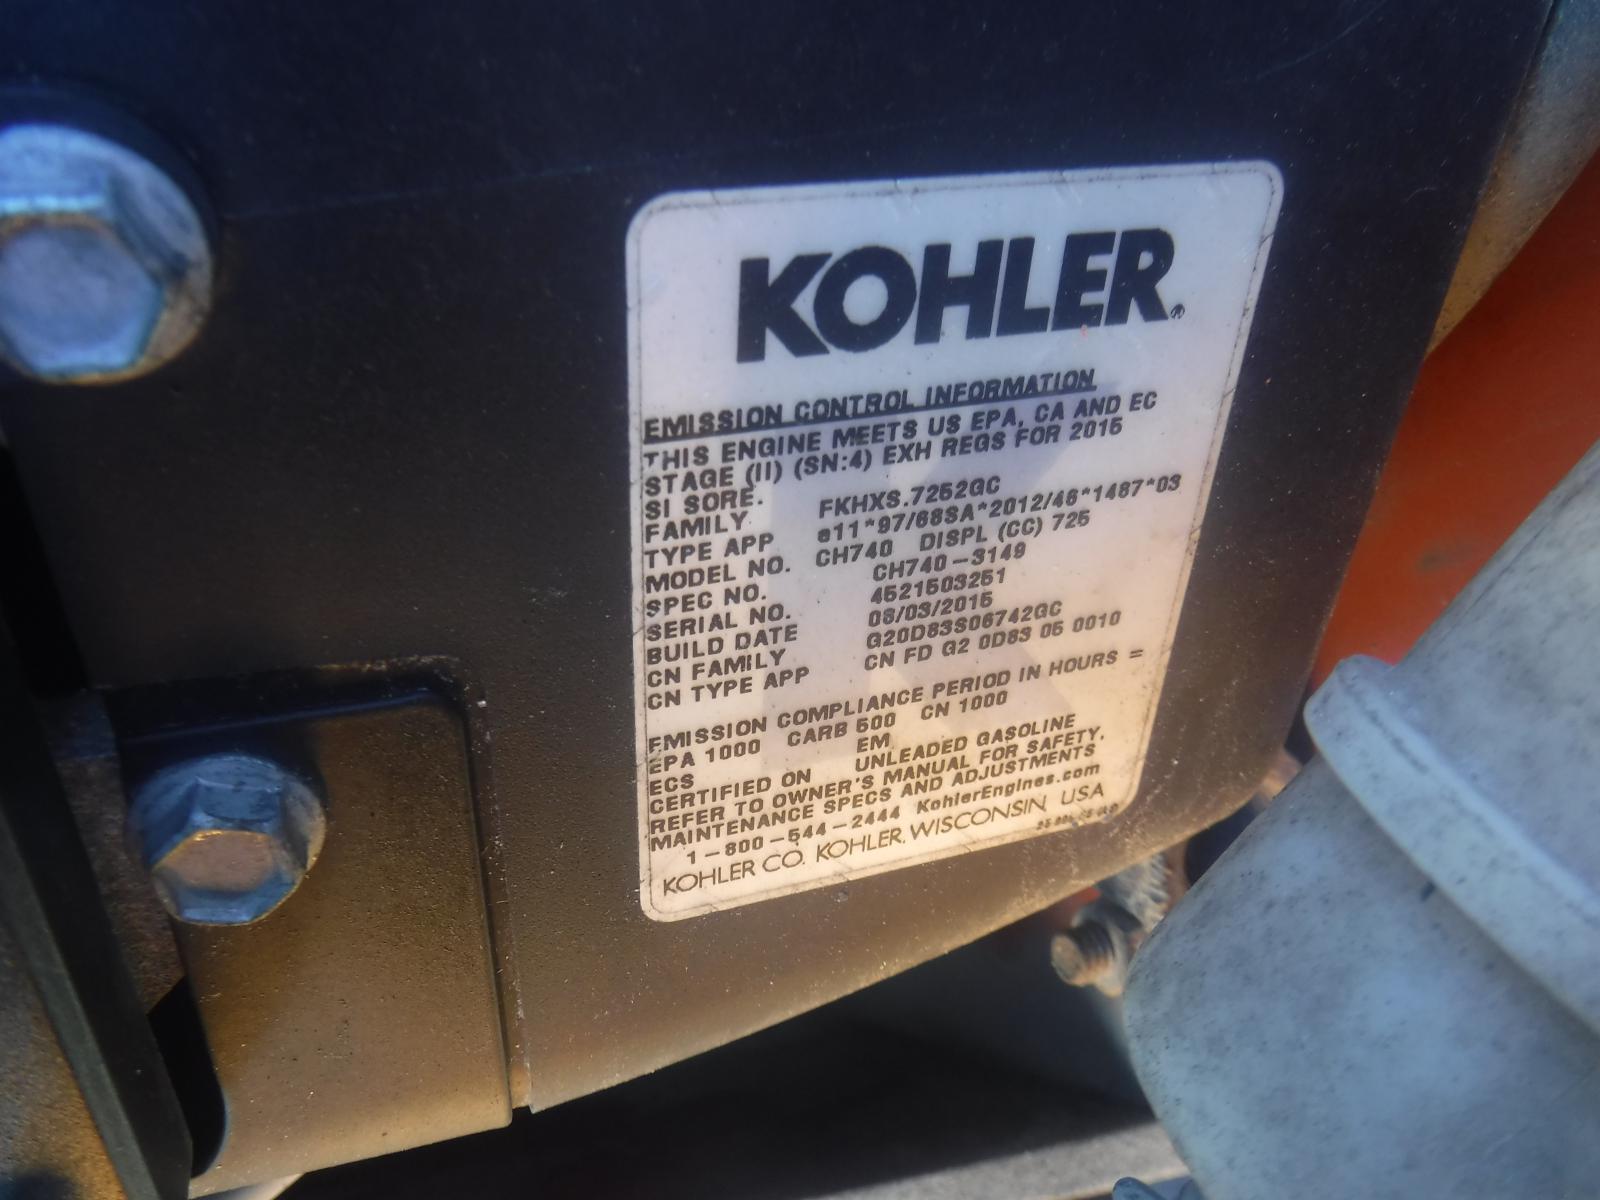 KOHLER®
EMISSION CONTROL INFORMATION
THIS ENGINE MEETS US EPA, CA AND EC
STAGE (II) (SN:4) EXH REGS FOR 2015
SI SORE.
FAMILY FKHXS.7252GC
TYPE APP e11*97/68SA*2012/46*1487*03
MODEL NO. CH740 DISPL (CC) 725
SPEC NO. CH740-3149
SERIAL NO. 4521503251
BUILD DATE 08/03/2015
CN FAMILY G20D83S06742GC
CN TYPE APP CN FD G2 0D83 05 0010
EMISSION COMPLIANCE PERIOD IN HOURS =
EPA 1000 CARB 500 CN 1000
ECS EM
CERTIFIED ON UNLEADED GASOLINE
REFER TO OWNER'S MANUAL FOR SAFETY,
MAINTENANCE SPECS AND ADJUSTMENTS
1-800-544-2444 KohlerEngines.com
KOHLER CO. KOHLER, WISCONSIN, USA